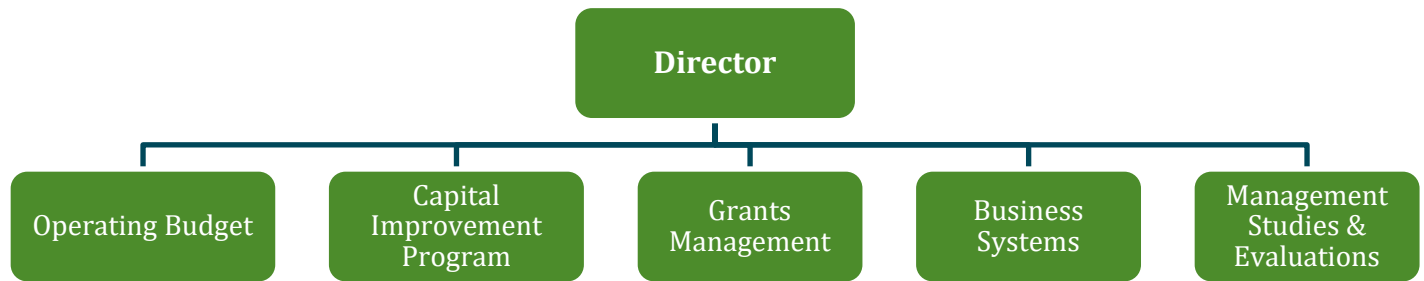 Director
Operating Budget
Capital
Improvement
Program
Grants
Management
Business
Systems
Management
Studies &
Evaluations